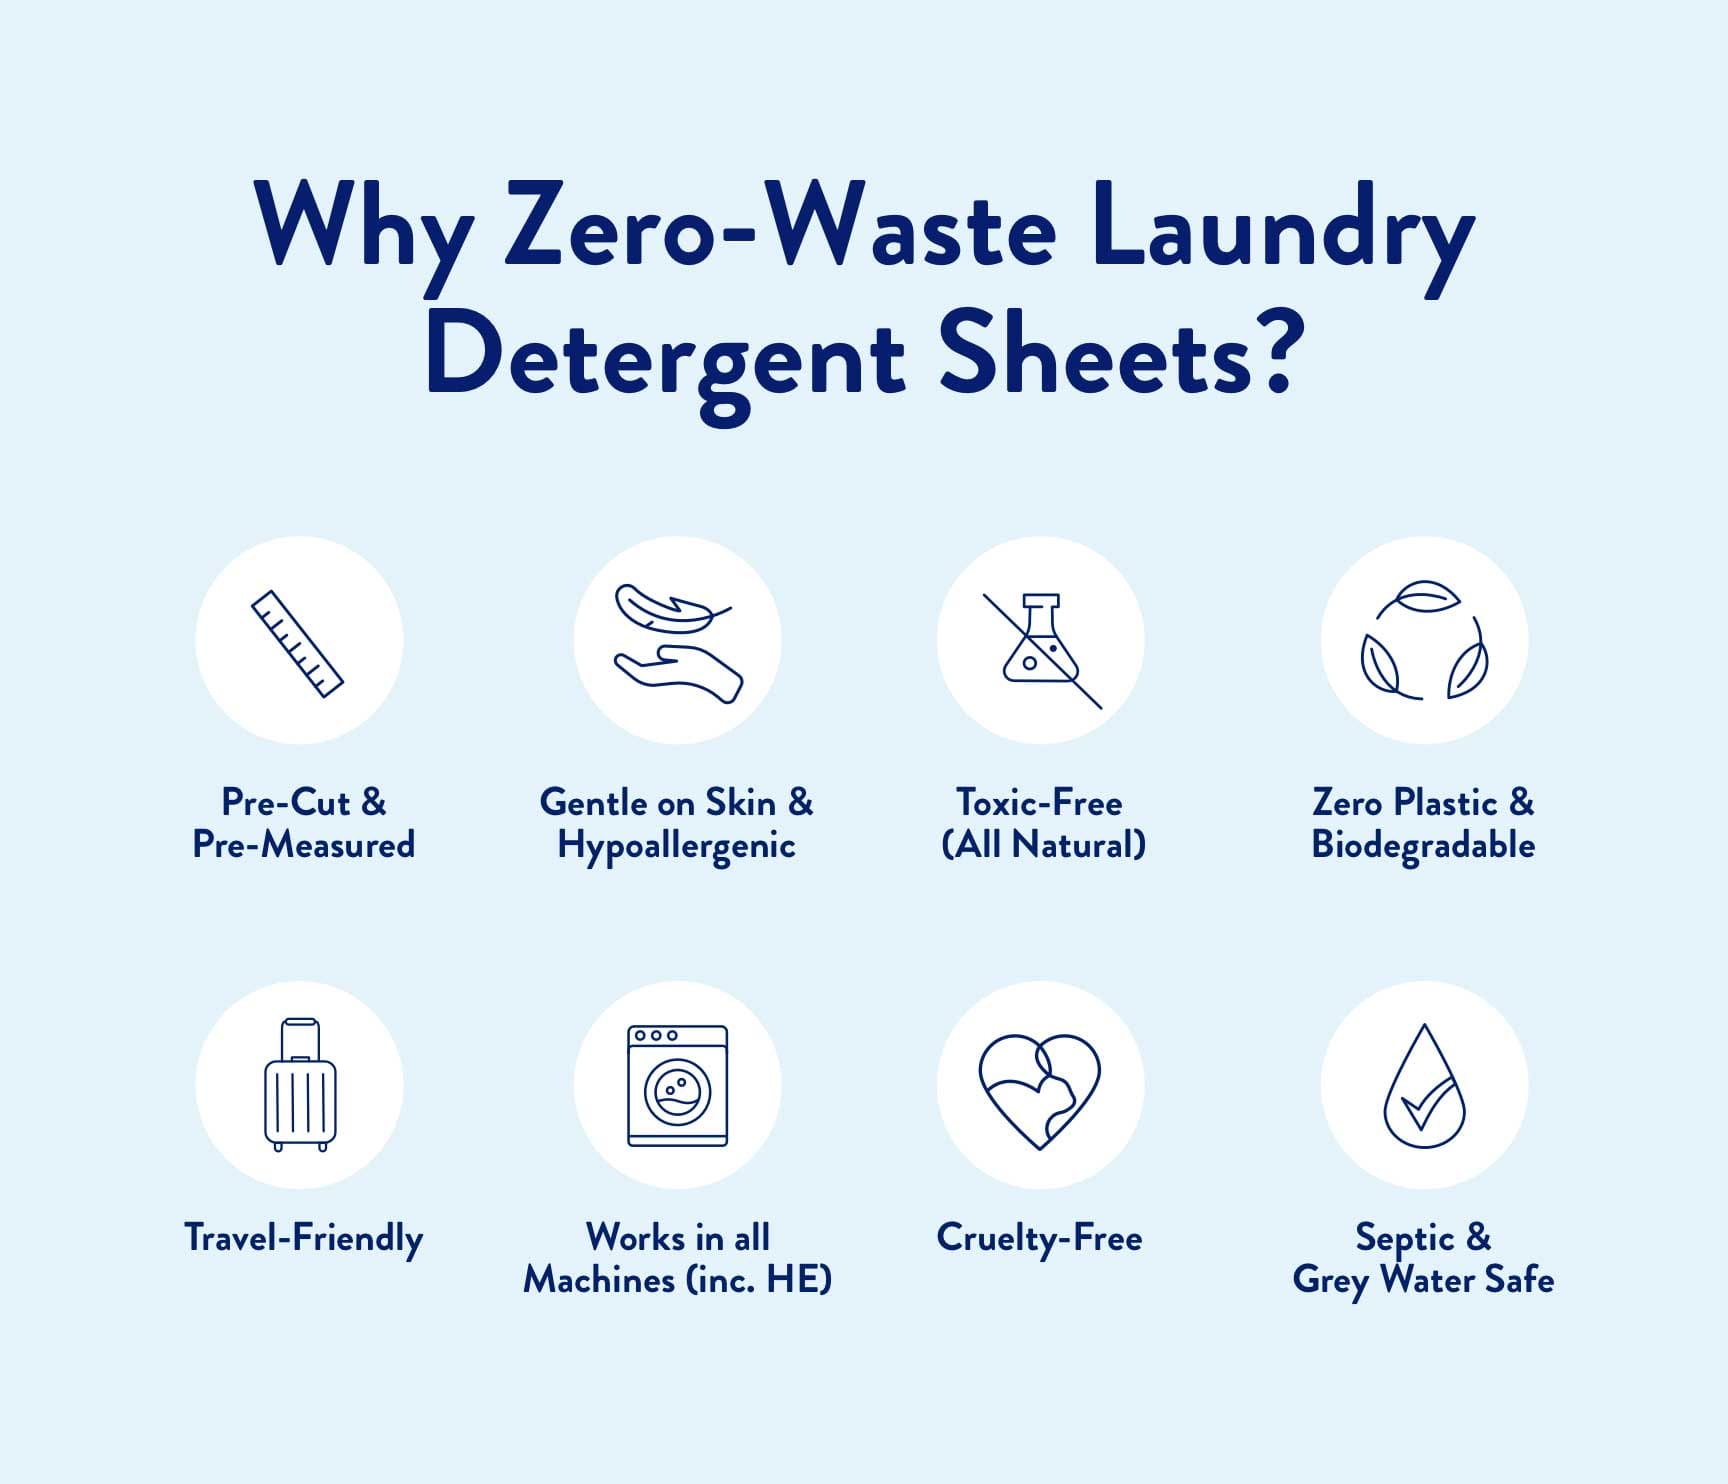 Why Zero-Waste Laundry
Detergent Sheets?
Pre-Cut &
Pre-Measured
Gentle on Skin &
Hypoallergenic
Toxic-Free
(All Natural)
Zero Plastic &
Biodegradable
Travel-Friendly
Works in all
Machines (inc. HE)
Cruelty-Free
Septic &
Grey Water Safe